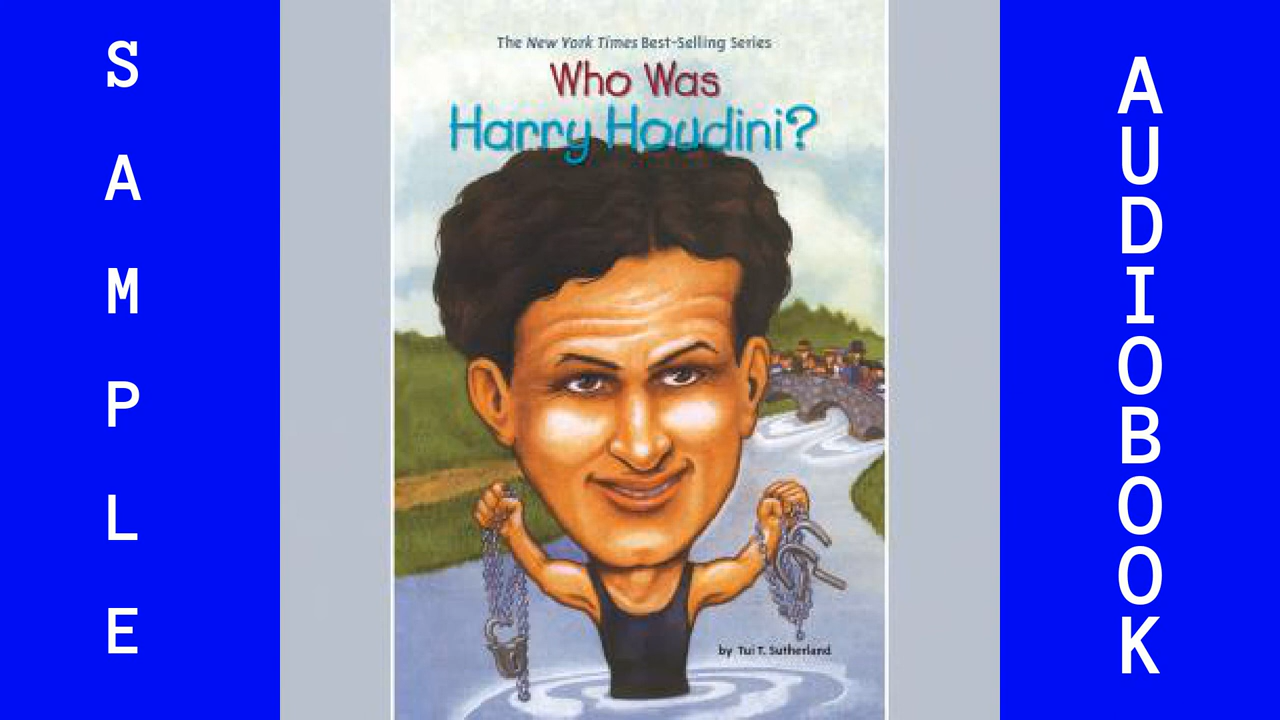 SAMPLE
The New York Times Best-Selling Series
Who Was
Harry Houdini?
by Tui T. Sutherland
AUDIOBOOK